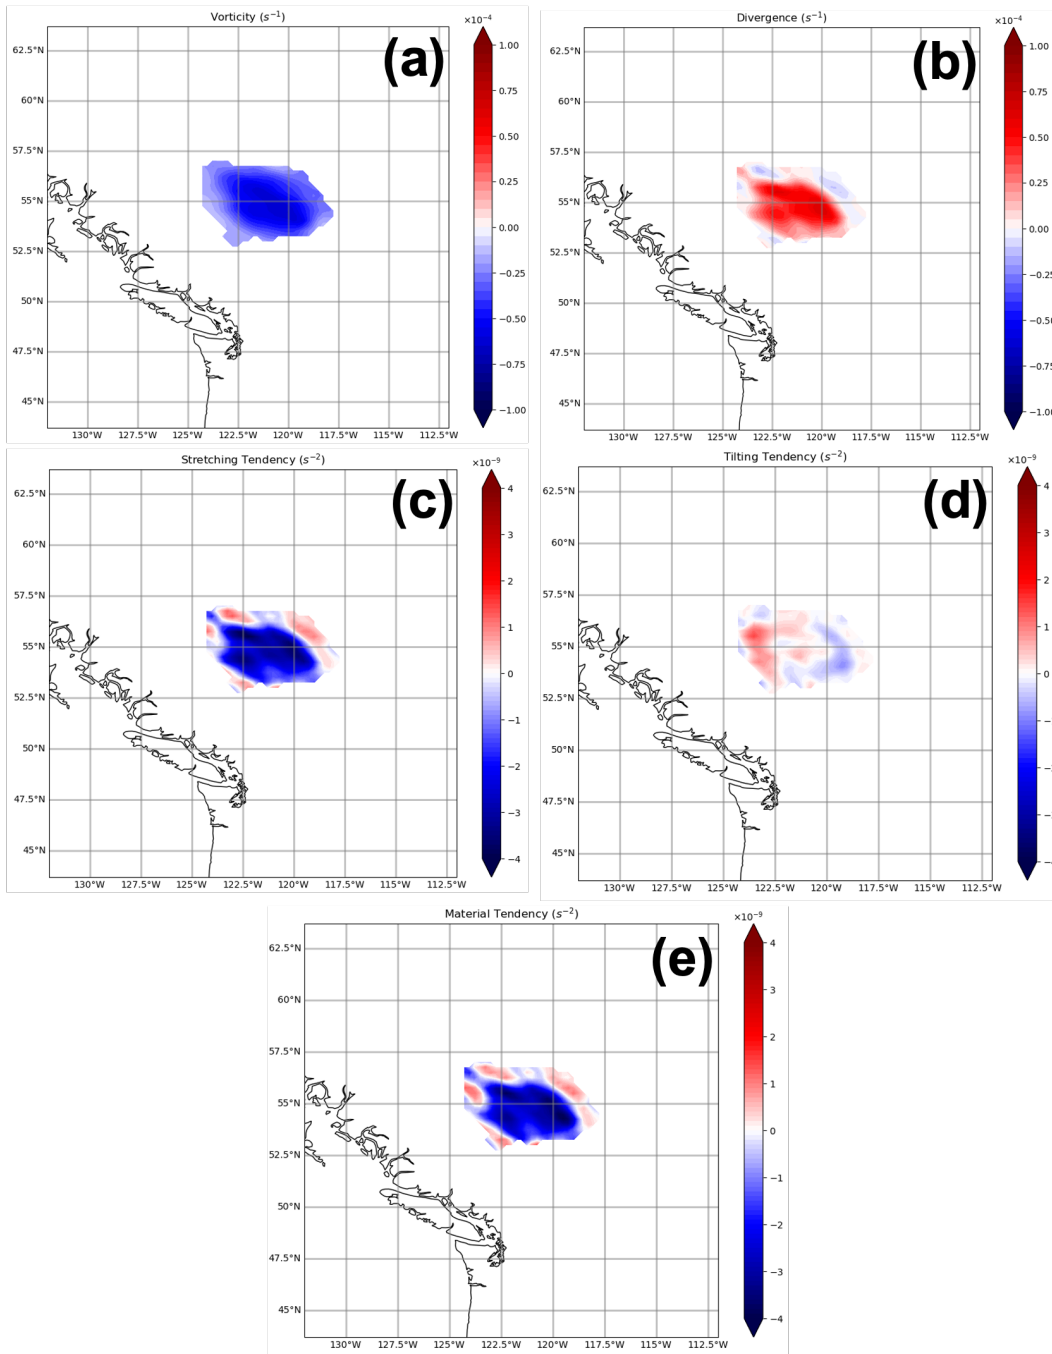 Vorticity (s⁻¹)
×10⁻⁴
(a)
62.5°N
60°N
57.5°N
55°N
52.5°N
50°N
47.5°N
45°N
130°W 127.5°W 125°W 122.5°W 120°W 117.5°W 115°W 112.5°W
1.00
0.75
0.50
0.25
0.00
−0.25
−0.50
−0.75
−1.00
Divergence (s⁻¹)
×10⁻⁴
(b)
62.5°N
60°N
57.5°N
55°N
52.5°N
50°N
47.5°N
45°N
130°W 127.5°W 125°W 122.5°W 120°W 117.5°W 115°W 112.5°W
1.00
0.75
0.50
0.25
0.00
−0.25
−0.50
−0.75
−1.00
Stretching Tendency (s⁻²)
×10⁻⁹
(c)
62.5°N
60°N
57.5°N
55°N
52.5°N
50°N
47.5°N
45°N
130°W 127.5°W 125°W 122.5°W 120°W 117.5°W 115°W 112.5°W
4
3
2
1
0
−1
−2
−3
−4
Tilting Tendency (s⁻²)
×10⁻⁹
(d)
62.5°N
60°N
57.5°N
55°N
52.5°N
50°N
47.5°N
45°N
130°W 127.5°W 125°W 122.5°W 120°W 117.5°W 115°W 112.5°W
4
3
2
1
0
−1
−2
Material Tendency (s⁻²)
×10⁻⁹
(e)
62.5°N
60°N
57.5°N
55°N
52.5°N
50°N
47.5°N
45°N
130°W 127.5°W 125°W 122.5°W 120°W 117.5°W 115°W 112.5°W
4
3
2
1
0
−1
−2
−3
−4